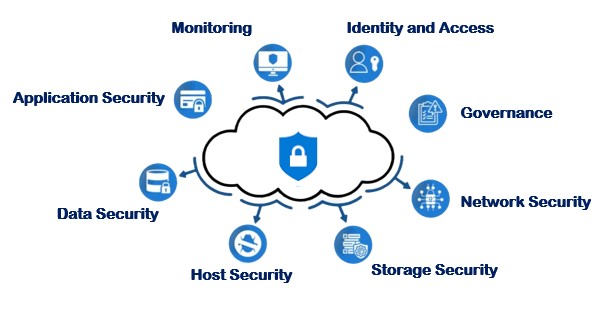 Monitoring
Identity and Access
Application Security
Governance
Data Security
Network Security
Host Security
Storage Security